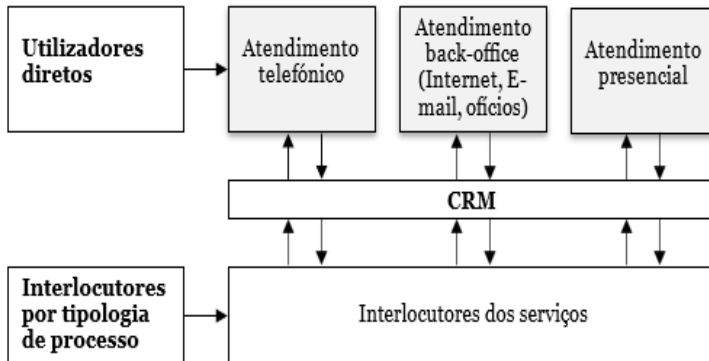 Utilizadores
diretos
Atendimento
telefónico
Atendimento
back-office
(Internet, E-
mail, ofícios)
Atendimento
presencial
CRM
Interlocutores
por tipologia
de processo
Interlocutores dos serviços